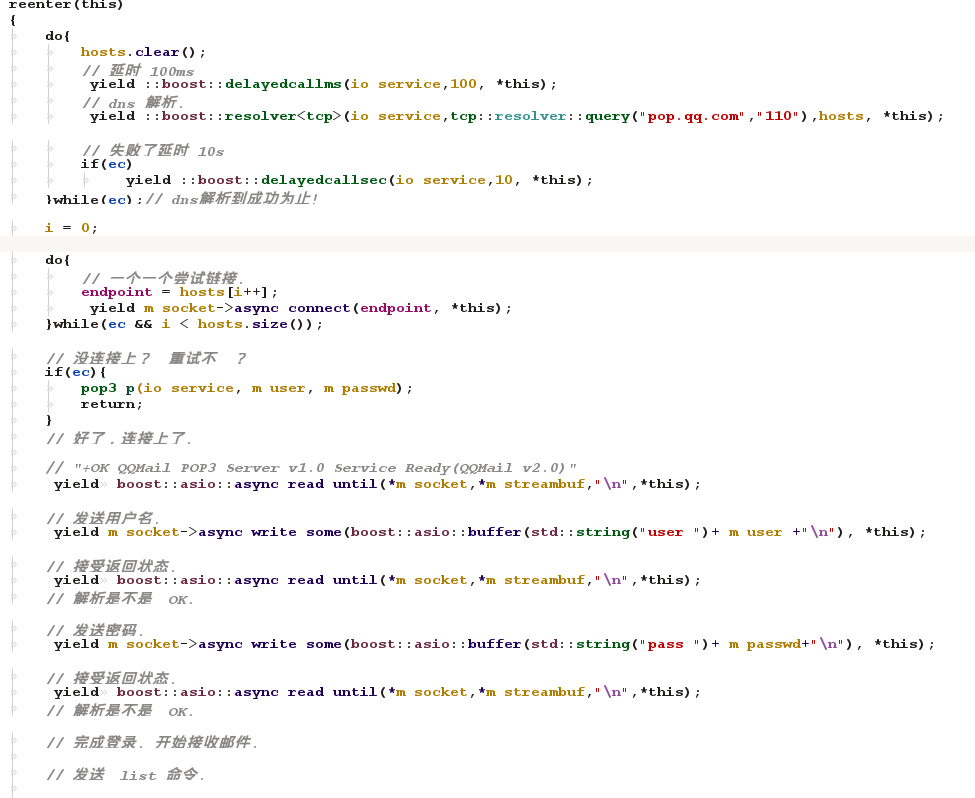 reenter(this)
{
do{
hosts.clear();
// 延时 100ms
yield ::boost::delayedcallms(io service,100, *this);
// dns 解析.
yield ::boost::resolver<tcp>(io service,tcp::resolver::query("pop.qq.com","110"),hosts, *this);
// 失败了延时 10s
if(ec)
yield ::boost::delayedcallsec(io service,10, *this);
}while(ec);// dns解析到成功为止!
i = 0;
do{
// 一个一个尝试链接.
endpoint = hosts[i++];
yield m socket->async connect(endpoint, *this);
}while(ec && i < hosts.size());
// 没连接上? 重试不 ?
if(ec){
pop3 p(io service, m user, m passwd);
return;
}
// 好了.连接上了.
// "+OK QQMail POP3 Server v1.0 Service Ready(QQMail v2.0)"
yield boost::asio::async read until(*m socket,*m streambuf,"\n",*this);
// 发送用户名.
yield m socket->async write some(boost::asio::buffer(std::string("user ")+ m user +"\n"), *this);
// 接受返回状态.
yield boost::asio::async read until(*m socket,*m streambuf,"\n",*this);
// 解析是不是 OK.
// 发送密码.
yield m socket->async write some(boost::asio::buffer(std::string("pass ")+ m passwd+"\n"), *this);
// 接受返回状态.
yield boost::asio::async read until(*m socket,*m streambuf,"\n",*this);
// 解析是不是 OK.
// 完成登录. 开始接收邮件.
// 发送 list 命令.